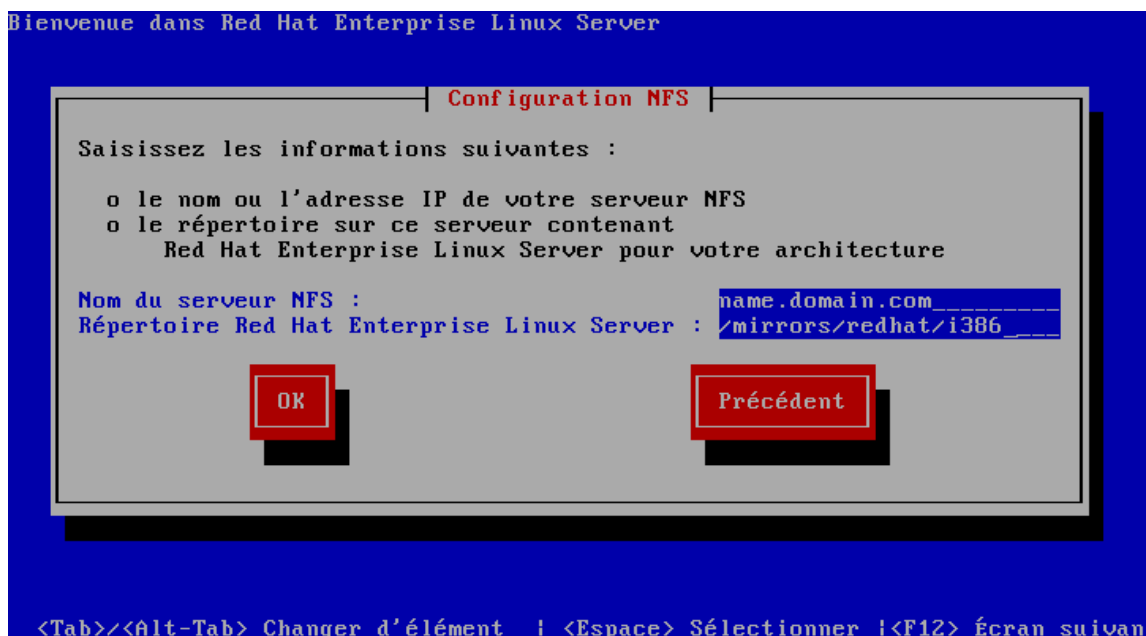 Bienvenue dans Red Hat Enterprise Linux Server
Configuration NFS
Saisissez les informations suivantes :
o le nom ou l'adresse IP de votre serveur NFS
o le répertoire sur ce serveur contenant
Red Hat Enterprise Linux Server pour votre architecture
Nom du serveur NFS : name.domain.com_________
Répertoire Red Hat Enterprise Linux Server : /mirrors/redhat/i386____
OK Précédent
<Tab>/<Alt-Tab> Changer d'élément | <Espace> Sélectionner |<F12> Écran suivan